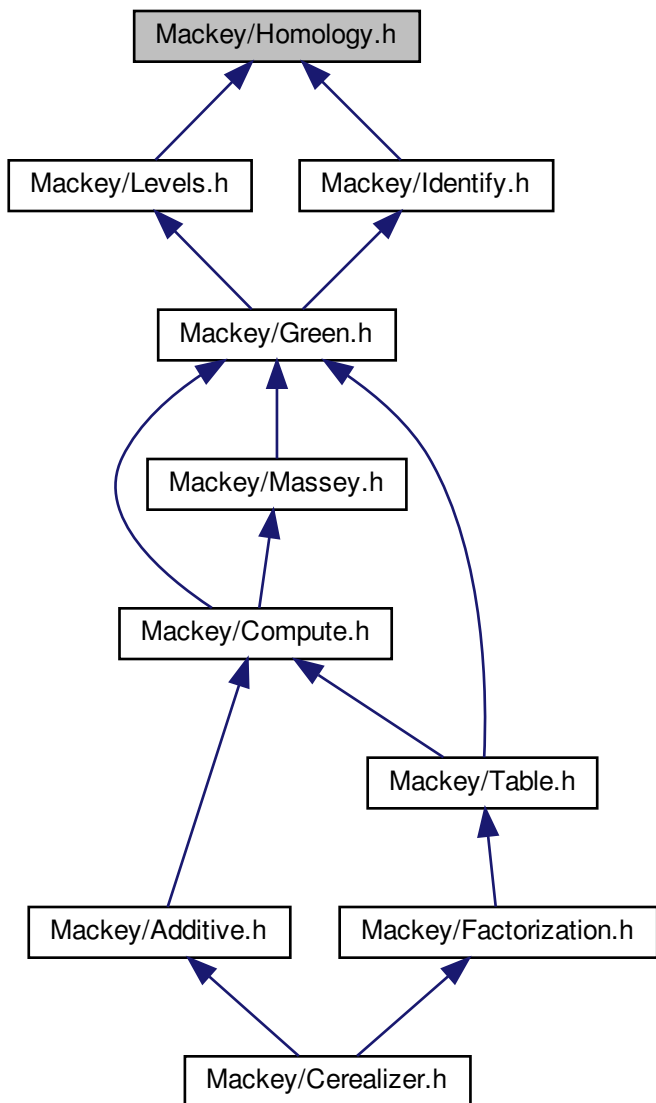 Mackey/Homology.h
Mackey/Levels.h
Mackey/Identify.h
Mackey/Green.h
Mackey/Massey.h
Mackey/Compute.h
Mackey/Table.h
Mackey/Additive.h
Mackey/Factorization.h
Mackey/Cerealizer.h